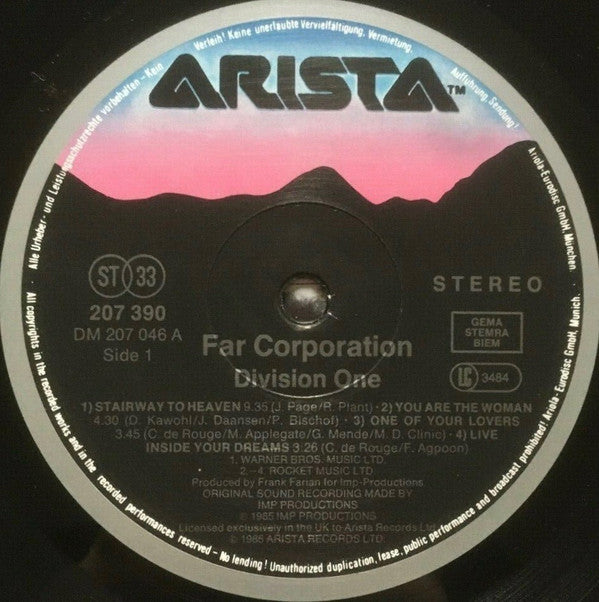 Alle Urheber- und Leistungsschutzrechte vorbehalten - Kein Verleih! Keine unerlaubte Vervielfältigung, Vermietung, Aufführung, Sendung!
ARISTA™
Ariola-Eurodisc GmbH, München.
ST 33
STEREO
207 390
DM 207 046 A
Side 1
GEMA
STEMRA
BIEM
LC 3484
Far Corporation
Division One
1) STAIRWAY TO HEAVEN 9.35 (J. Page/R. Plant) · 2) YOU ARE THE WOMAN
4.30 (D. Kawohl/J. Daansen/P. Bischof) · 3) ONE OF YOUR LOVERS
3.45 (C. de Rouge/M. Applegate/G. Mende/M. D. Clinic) · 4) LIVE
INSIDE YOUR DREAMS 3:26 (C. de Rouge/F. Agpoon)
1. WARNER BROS. MUSIC LTD.
2.-4. ROCKET MUSIC LTD
Produced by Frank Farian for Imp-Productions
ORIGINAL SOUND RECORDING MADE BY
IMP PRODUCTIONS
℗ 1985 IMP PRODUCTIONS
Licensed exclusively in the UK to Arista Records Ltd.
© 1985 ARISTA RECORDS LTD.
All copyrights in the recorded works and in the recorded performances reserved - No lending! Unauthorized duplication, lease, public performance and broadcast prohibited! Ariola-Eurodisc GmbH, Munich.